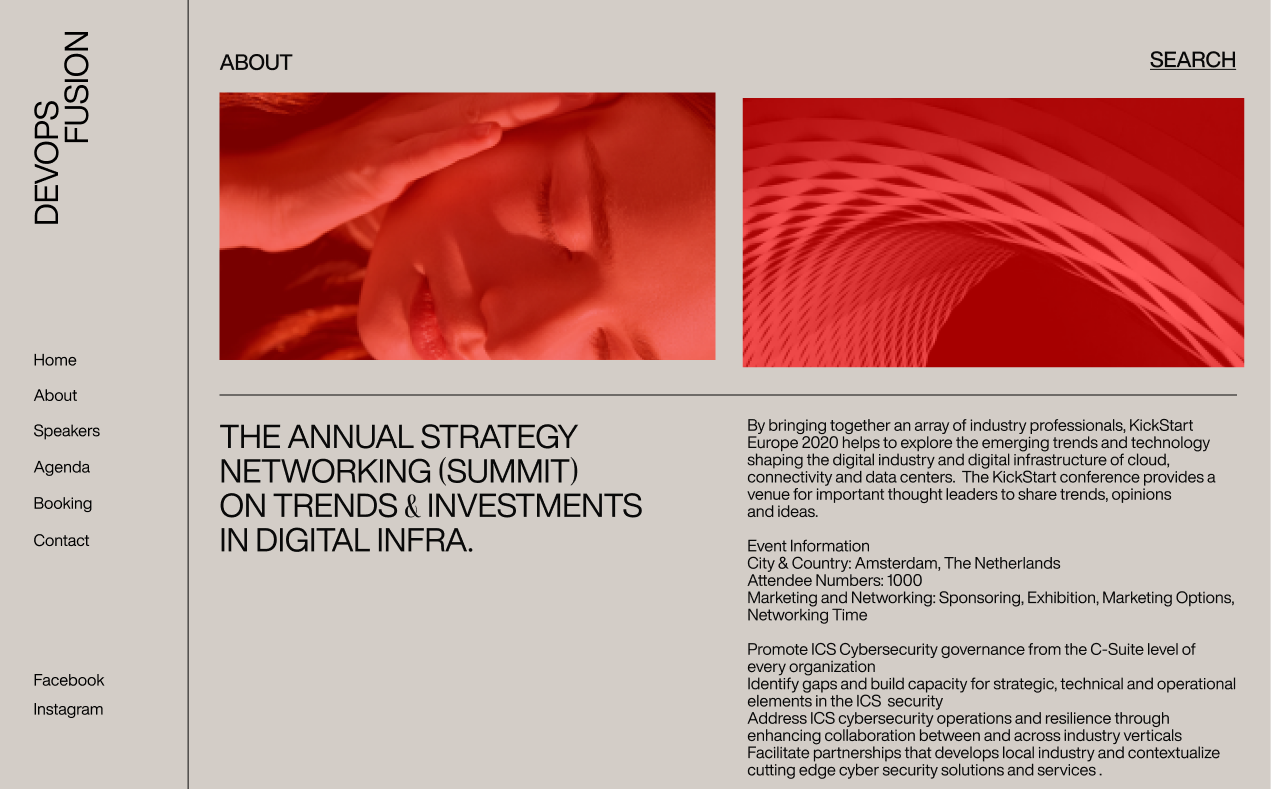 DEVOPS
FUSION
Home
About
Speakers
Agenda
Booking
Contact
Facebook
Instagram
ABOUT
SEARCH
THE ANNUAL STRATEGY
NETWORKING (SUMMIT)
ON TRENDS & INVESTMENTS
IN DIGITAL INFRA.
By bringing together an array of industry professionals, KickStart
Europe 2020 helps to explore the emerging trends and technology
shaping the digital industry and digital infrastructure of cloud,
connectivity and data centers.  The KickStart conference provides a
venue for important thought leaders to share trends, opinions
and ideas.
Event Information
City & Country: Amsterdam, The Netherlands
Attendee Numbers: 1000
Marketing and Networking: Sponsoring, Exhibition, Marketing Options,
Networking Time
Promote ICS Cybersecurity governance from the C-Suite level of
every organization
Identify gaps and build capacity for strategic, technical and operational
elements in the ICS  security
Address ICS cybersecurity operations and resilience through
enhancing collaboration between and across industry verticals
Facilitate partnerships that develops local industry and contextualize
cutting edge cyber security solutions and services .